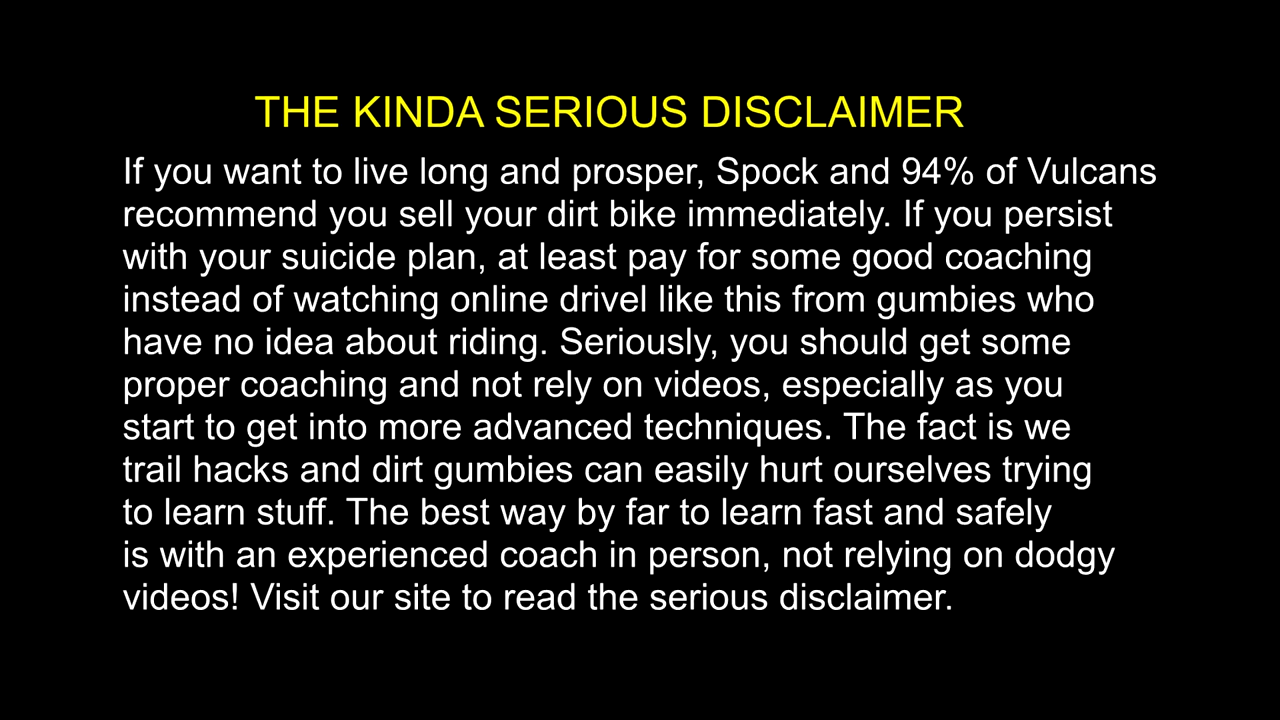 THE KINDA SERIOUS DISCLAIMER
If you want to live long and prosper, Spock and 94% of Vulcans
recommend you sell your dirt bike immediately. If you persist
with your suicide plan, at least pay for some good coaching
instead of watching online drivel like this from gumbies who
have no idea about riding. Seriously, you should get some
proper coaching and not rely on videos, especially as you
start to get into more advanced techniques. The fact is we
trail hacks and dirt gumbies can easily hurt ourselves trying
to learn stuff. The best way by far to learn fast and safely
is with an experienced coach in person, not relying on dodgy
videos! Visit our site to read the serious disclaimer.